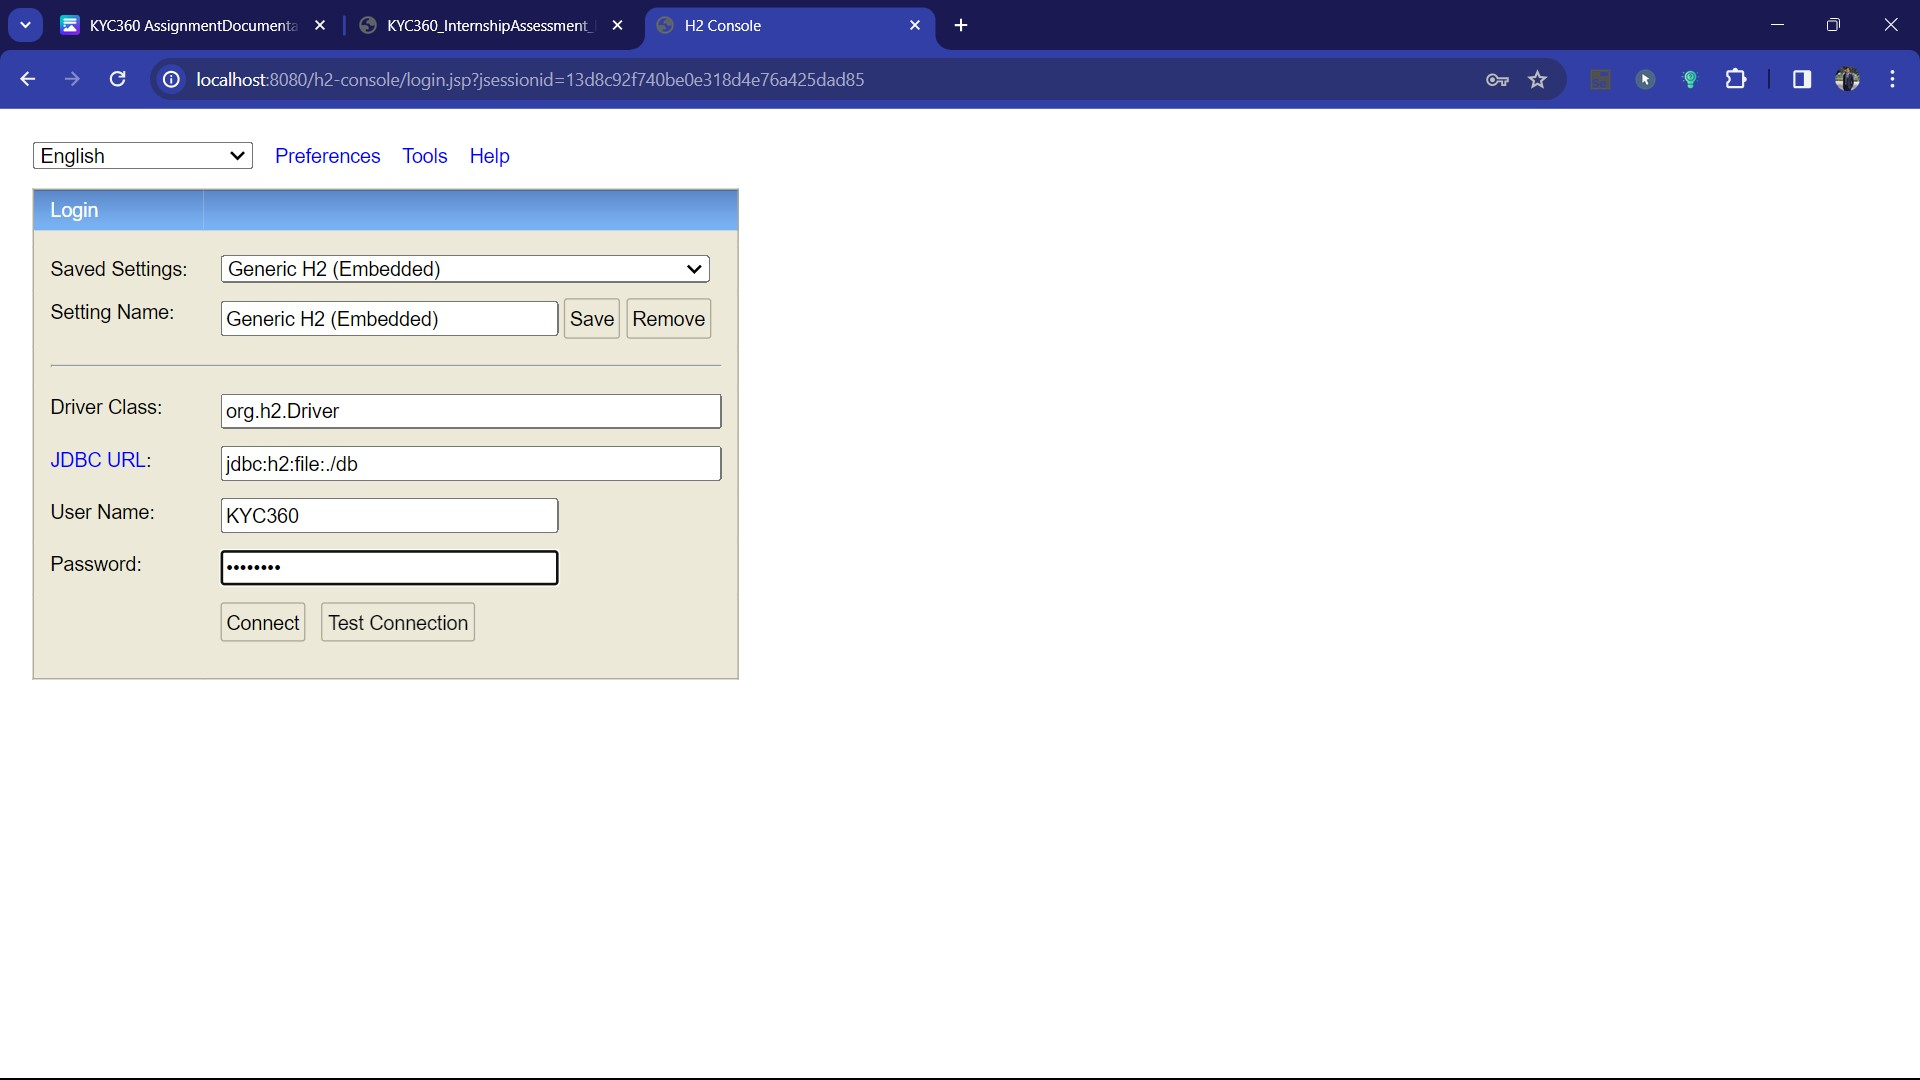 KYC360 AssignmentDocumenta
KYC360_InternshipAssessment_
H2 Console
localhost:8080/h2-console/login.jsp?jsessionid=13d8c92f740be0e318d4e76a425dad85
English
Preferences Tools Help
Login
Saved Settings: Generic H2 (Embedded)
Setting Name: Generic H2 (Embedded) Save Remove
Driver Class: org.h2.Driver
JDBC URL: jdbc:h2:file:./db
User Name: KYC360
Password: ••••••••
Connect Test Connection